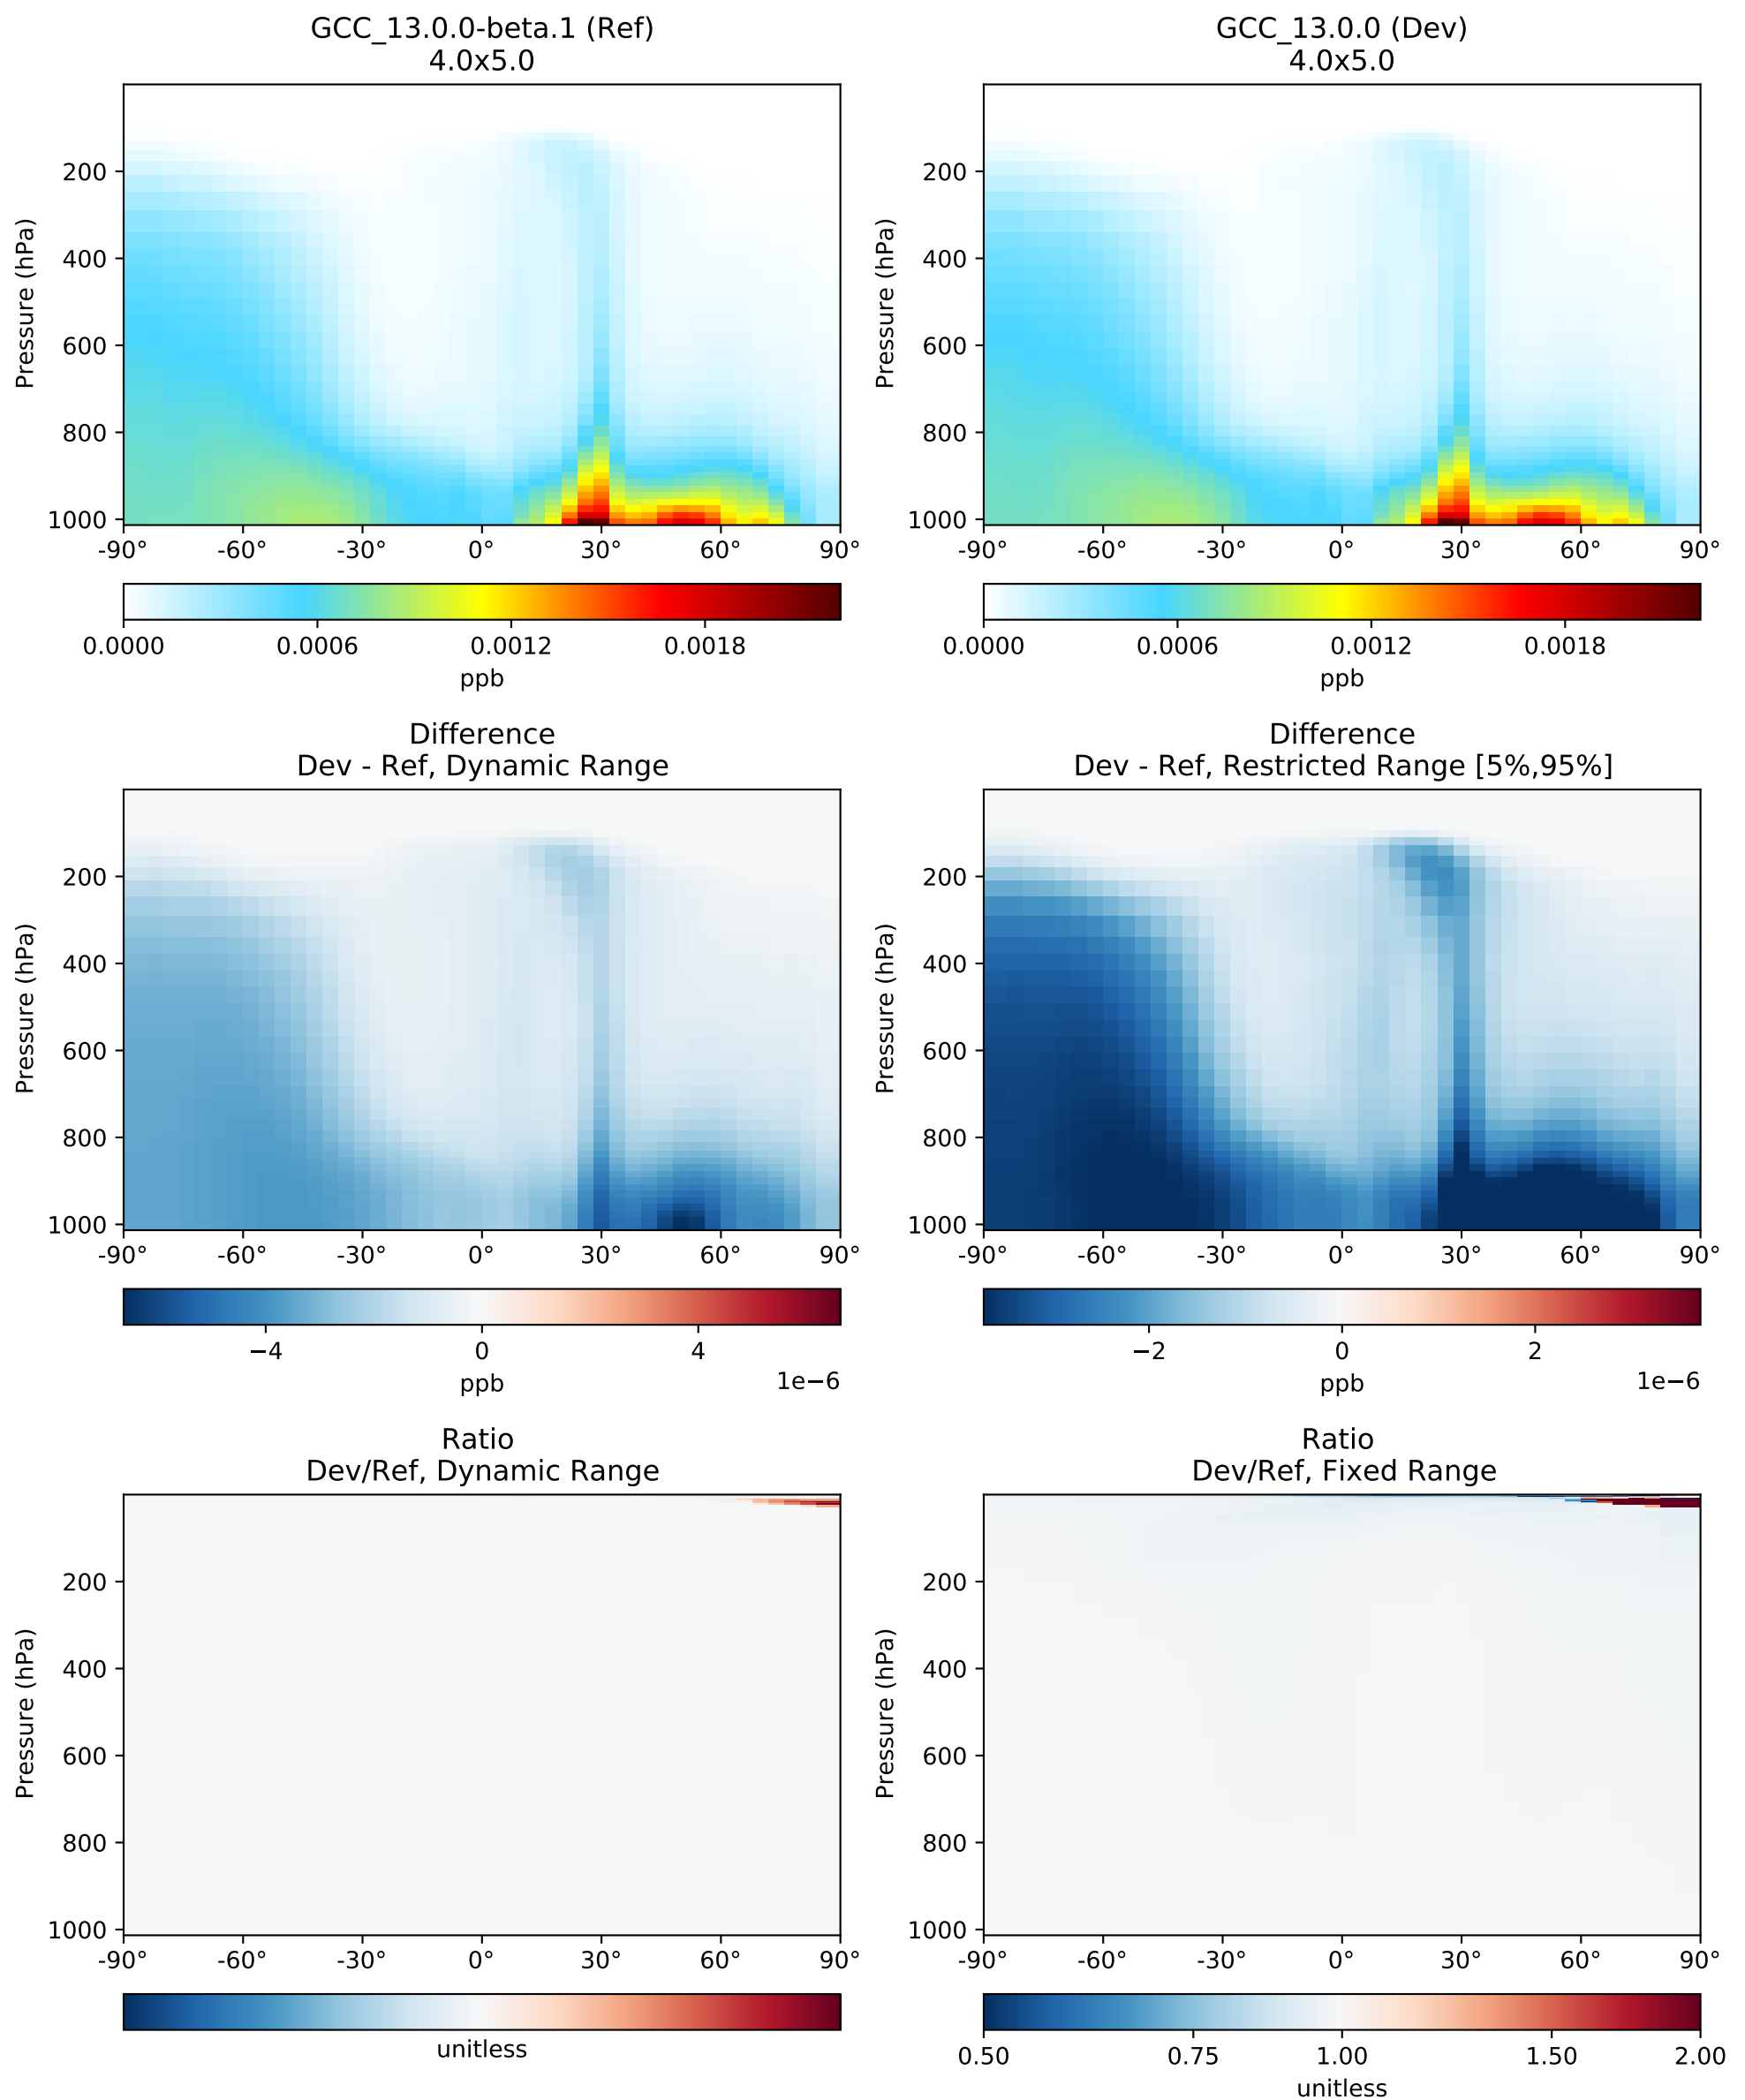 GCC_13.0.0-beta.1 (Ref)
4.0x5.0
GCC_13.0.0 (Dev)
4.0x5.0
Pressure (hPa)
200
400
600
800
1000
-90° -60° -30° 0° 30° 60° 90°
0.0000 0.0006 0.0012 0.0018
ppb
Pressure (hPa)
200
400
600
800
1000
-90° -60° -30° 0° 30° 60° 90°
0.0000 0.0006 0.0012 0.0018
ppb
Difference
Dev - Ref, Dynamic Range
Pressure (hPa)
200
400
600
800
1000
-90° -60° -30° 0° 30° 60° 90°
−4 0 4
ppb
1e−6
Difference
Dev - Ref, Restricted Range [5%,95%]
Pressure (hPa)
200
400
600
800
1000
-90° -60° -30° 0° 30° 60° 90°
−2 0 2
ppb
1e−6
Ratio
Dev/Ref, Dynamic Range
Pressure (hPa)
200
400
600
800
1000
-90° -60° -30° 0° 30° 60° 90°
unitless
Ratio
Dev/Ref, Fixed Range
Pressure (hPa)
200
400
600
800
1000
-90° -60° -30° 0° 30° 60° 90°
0.50 0.75 1.00 1.50 2.00
unitless